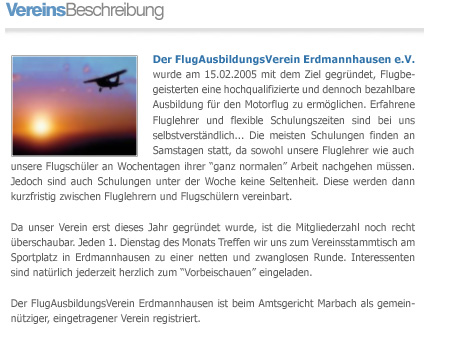 VereinsBeschreibung
Der FlugAusbildungsVerein Erdmannhausen e.V.
wurde am 15.02.2005 mit dem Ziel gegründet, Flugbe-
geisterten eine hochqualifizierte und dennoch bezahlbare
Ausbildung für den Motorflug zu ermöglichen. Erfahrene
Fluglehrer und flexible Schulungszeiten sind bei uns
selbstverständlich... Die meisten Schulungen finden an
Samstagen statt, da sowohl unsere Fluglehrer wie auch
unsere Flugschüler an Wochentagen ihrer "ganz normalen" Arbeit nachgehen müssen.
Jedoch sind auch Schulungen unter der Woche keine Seltenheit. Diese werden dann
kurzfristig zwischen Fluglehrern und Flugschülern vereinbart.
Da unser Verein erst dieses Jahr gegründet wurde, ist die Mitgliederzahl noch recht
überschaubar. Jeden 1. Dienstag des Monats Treffen wir uns zum Vereinsstammtisch am
Sportplatz in Erdmannhausen zu einer netten und zwanglosen Runde. Interessenten
sind natürlich jederzeit herzlich zum "Vorbeischauen" eingeladen.
Der FlugAusbildungsVerein Erdmannhausen ist beim Amtsgericht Marbach als gemein-
nütziger, eingetragener Verein registriert.